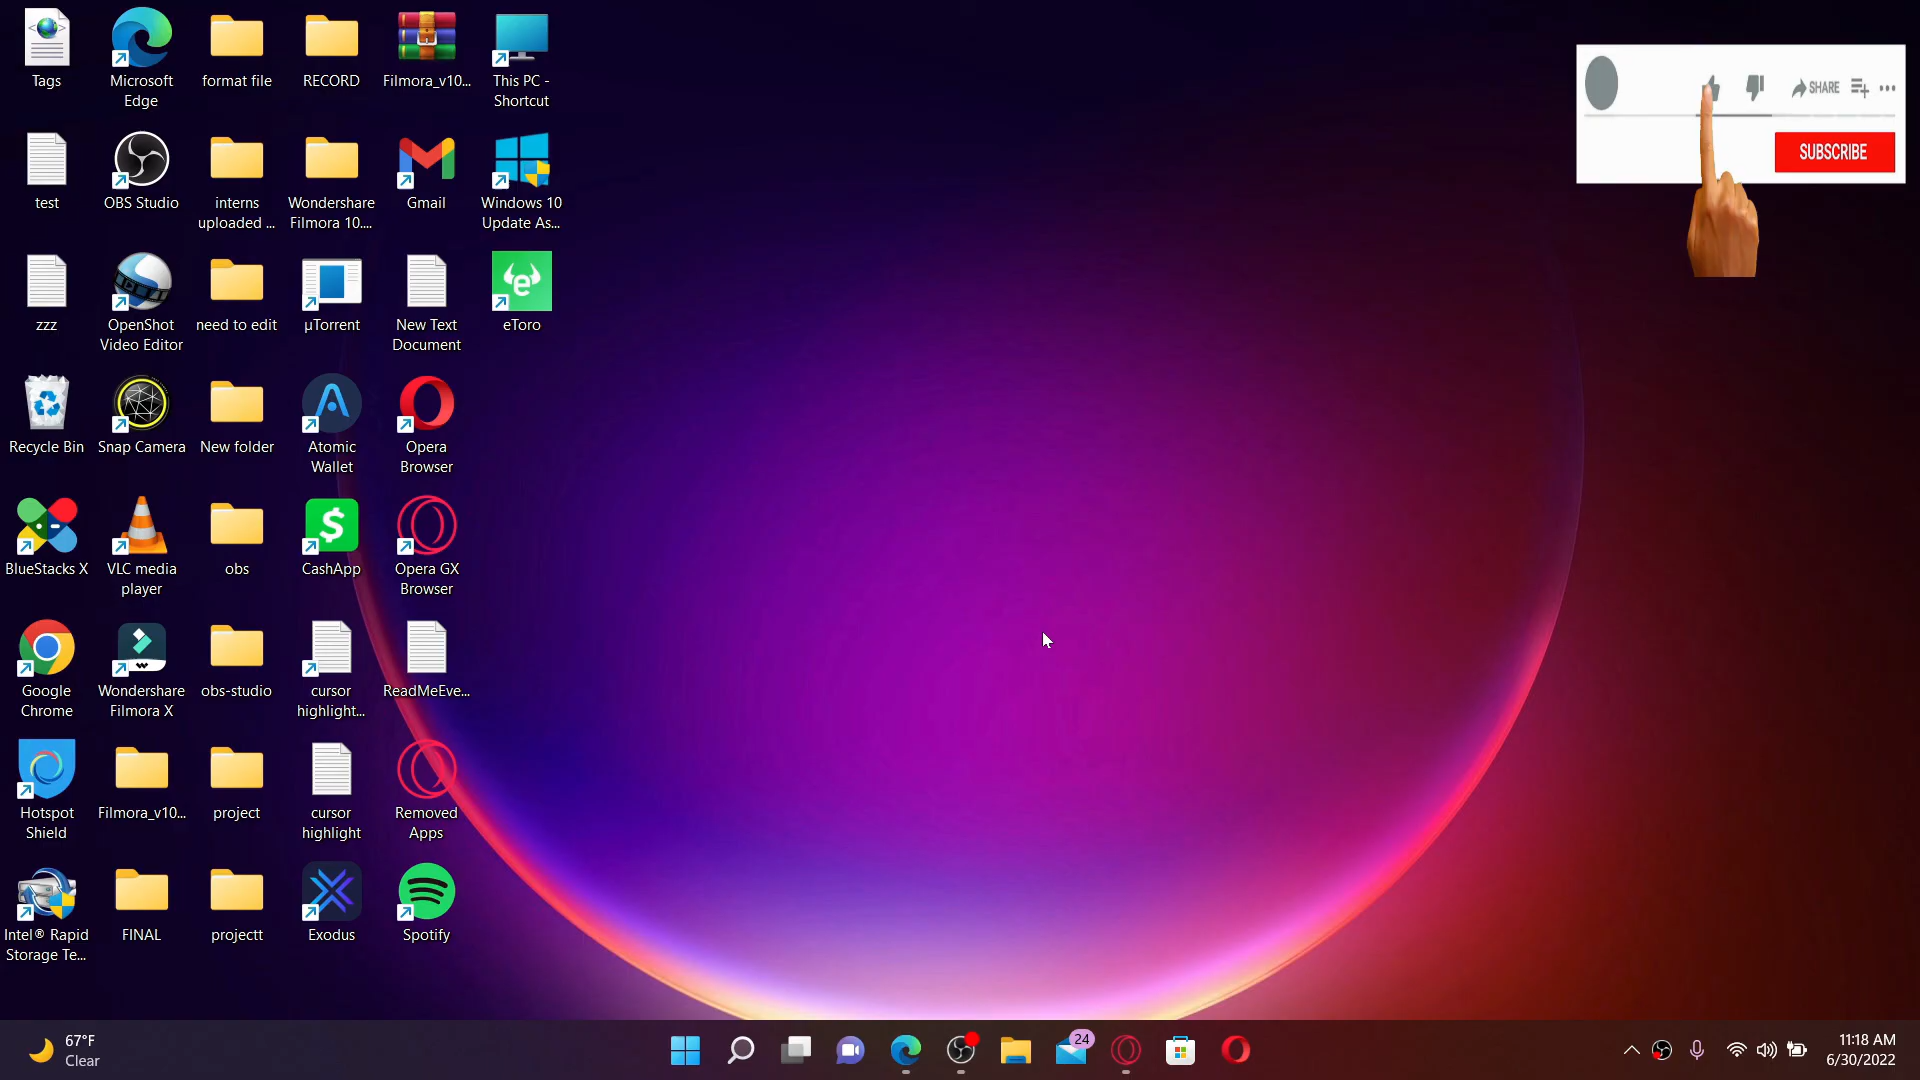 Tags
Microsoft
Edge
format file
RECORD
Filmora_v10...
This PC -
Shortcut
test
OBS Studio
interns
uploaded ...
Wondershare
Filmora 10....
Gmail
Windows 10
Update As...
zzz
OpenShot
Video Editor
need to edit
µTorrent
New Text
Document
eToro
Recycle Bin
Snap Camera
New folder
Atomic
Wallet
Opera
Browser
BlueStacks X
VLC media
player
obs
CashApp
Opera GX
Browser
Google
Chrome
Wondershare
Filmora X
obs-studio
cursor
highlight...
ReadMeEve...
Hotspot
Shield
Filmora_v10...
project
cursor
highlight
Removed
Apps
Intel® Rapid
Storage Te...
FINAL
projectt
Exodus
Spotify
SHARE
SUBSCRIBE
67°F
Clear
24
11:18 AM
6/30/2022